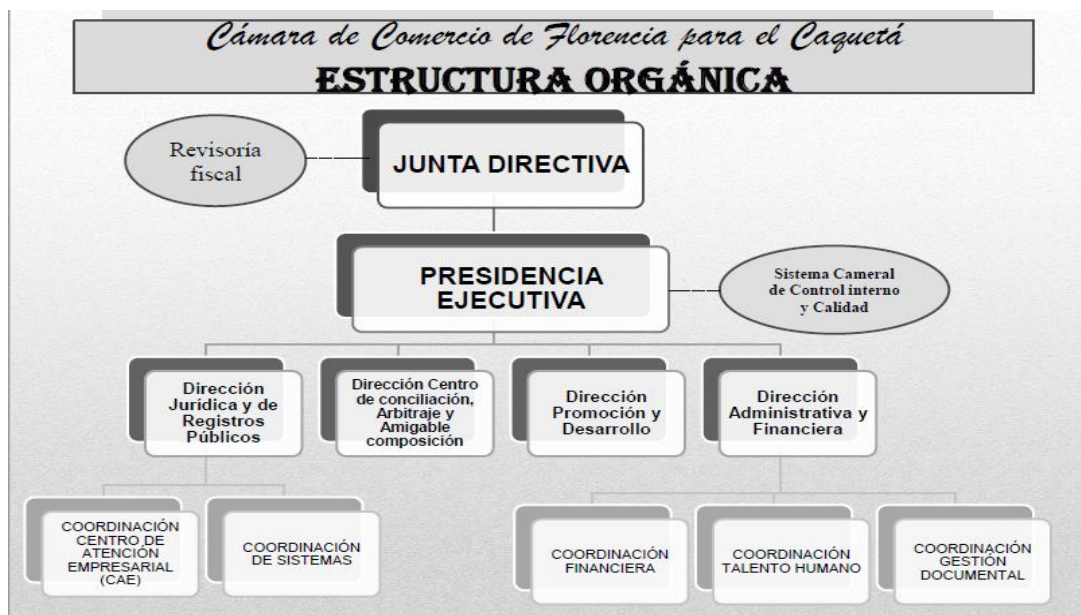 Cámara de Comercio de Florencia para el Caquetá
ESTRUCTURA ORGÁNICA
Revisoría
fiscal
JUNTA DIRECTIVA
PRESIDENCIA
EJECUTIVA
Sistema Cameral
de Control interno
y Calidad
Dirección
Jurídica y de
Registros
Públicos
Dirección Centro
de conciliación,
Arbitraje y
Amigable
composición
Dirección
Promoción y
Desarrollo
Dirección
Administrativa y
Financiera
COORDINACIÓN
CENTRO DE
ATENCIÓN
EMPRESARIAL
(CAE)
COORDINACIÓN
DE SISTEMAS
COORDINACIÓN
FINANCIERA
COORDINACIÓN
TALENTO HUMANO
COORDINACIÓN
GESTIÓN
DOCUMENTAL